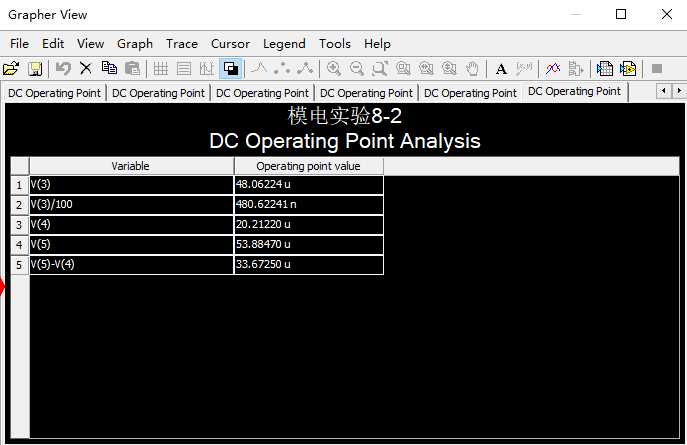 Grapher View
File Edit View Graph Trace Cursor Legend Tools Help
DC Operating Point DC Operating Point DC Operating Point DC Operating Point DC Operating Point DC Operating Point
模电实验8-2
DC Operating Point Analysis
Variable Operating point value
1 V(3) 48.06224 u
2 V(3)/100 480.62241 n
3 V(4) 20.21220 u
4 V(5) 53.88470 u
5 V(5)-V(4) 33.67250 u